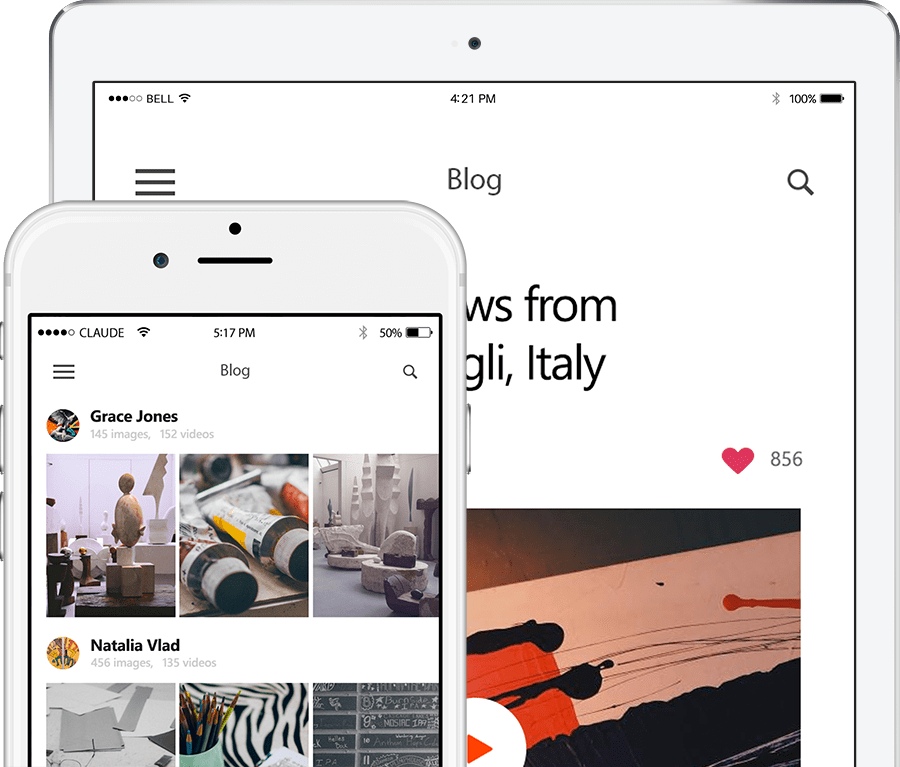 BELL 4:21 PM 100%
Blog
ws from
gli, Italy
856
CLAUDE 5:17 PM 50%
Blog
Grace Jones
145 images, 152 videos
Natalia Vlad
456 images, 135 videos